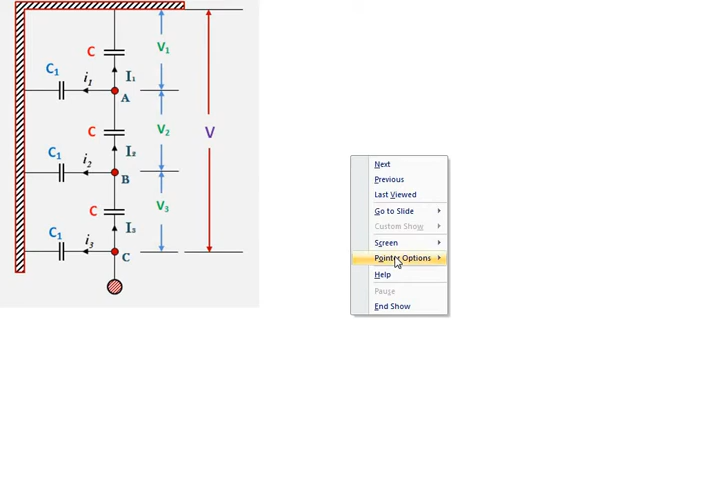 C
V1
C1
i1
I1
A
C
V2
V
C1
i2
I2
B
C
V3
C1
i3
I3
C
Next
Previous
Last Viewed
Go to Slide
Custom Show
Screen
Pointer Options
Help
Pause
End Show